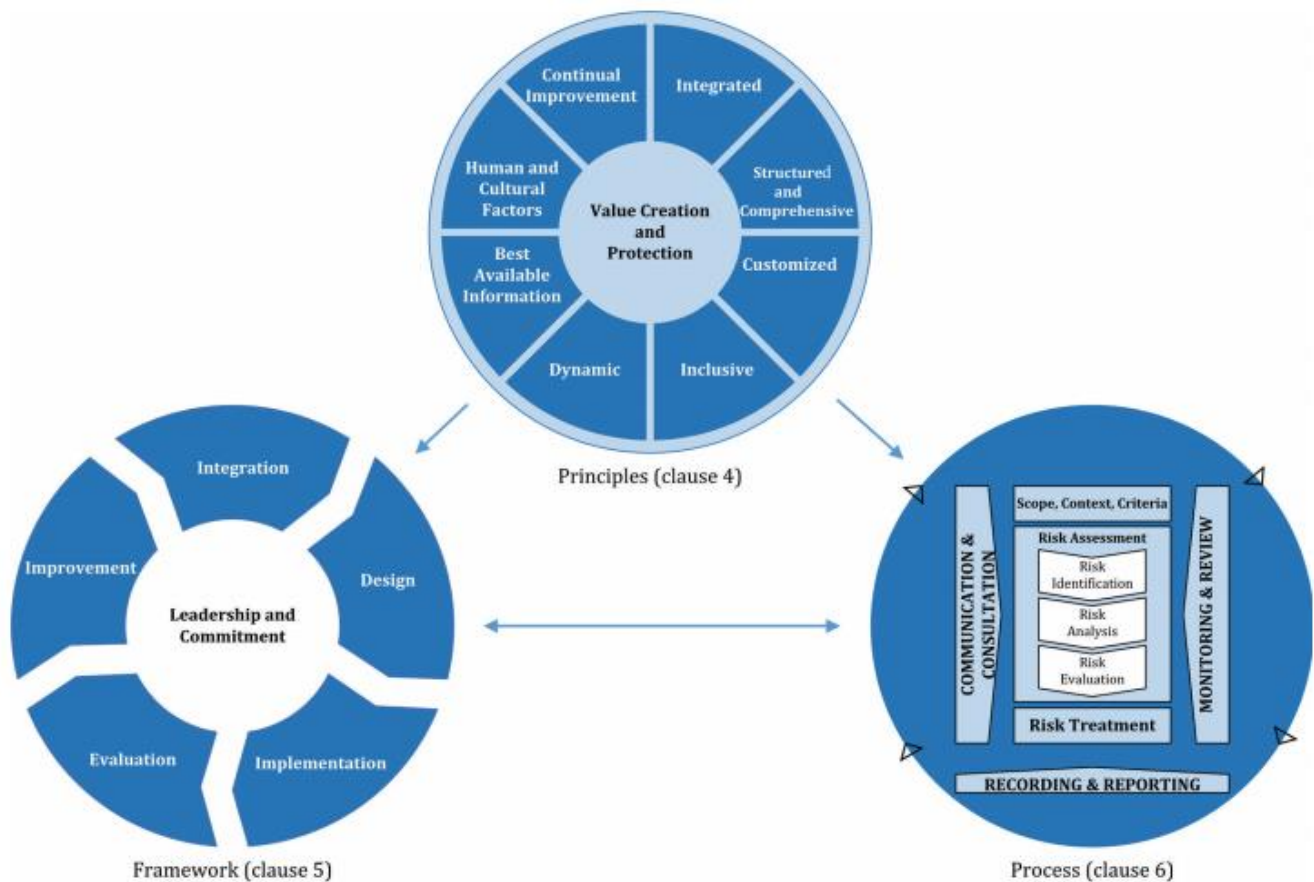 Continual
Improvement
Integrated
Human and
Cultural
Factors
Structured
and
Comprehensive
Value Creation
and
Protection
Best
Available
Information
Customized
Dynamic
Inclusive
Principles (clause 4)
Integration
Improvement
Design
Leadership and
Commitment
Evaluation
Implementation
Framework (clause 5)
Scope, Context, Criteria
Risk Assessment
Risk
Identification
Risk
Analysis
Risk
Evaluation
Risk Treatment
COMMUNICATION &
CONSULTATION
MONITORING & REVIEW
RECORDING & REPORTING
Process (clause 6)